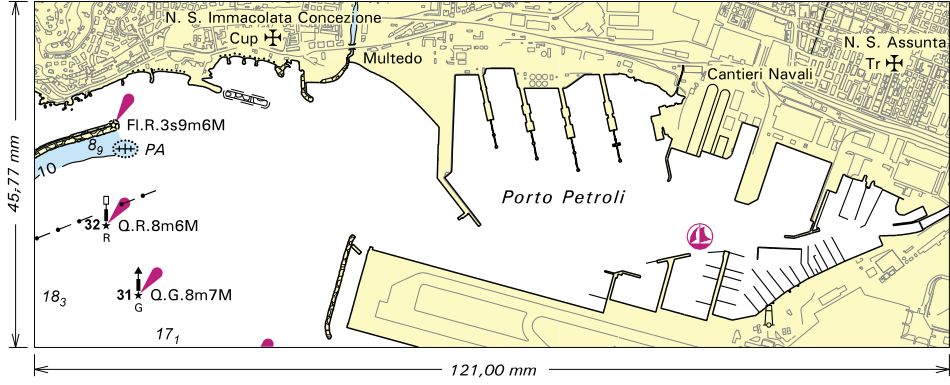 N. S. Immacolata Concezione
Cup
Multedo
N. S. Assunta
Tr
Cantieri Navali
Fl.R.3s9m6M
8₉
PA
10
Porto Petroli
32 Q.R.8m6M
R
31 Q.G.8m7M
G
18₃
17₁
45,77 mm
121,00 mm